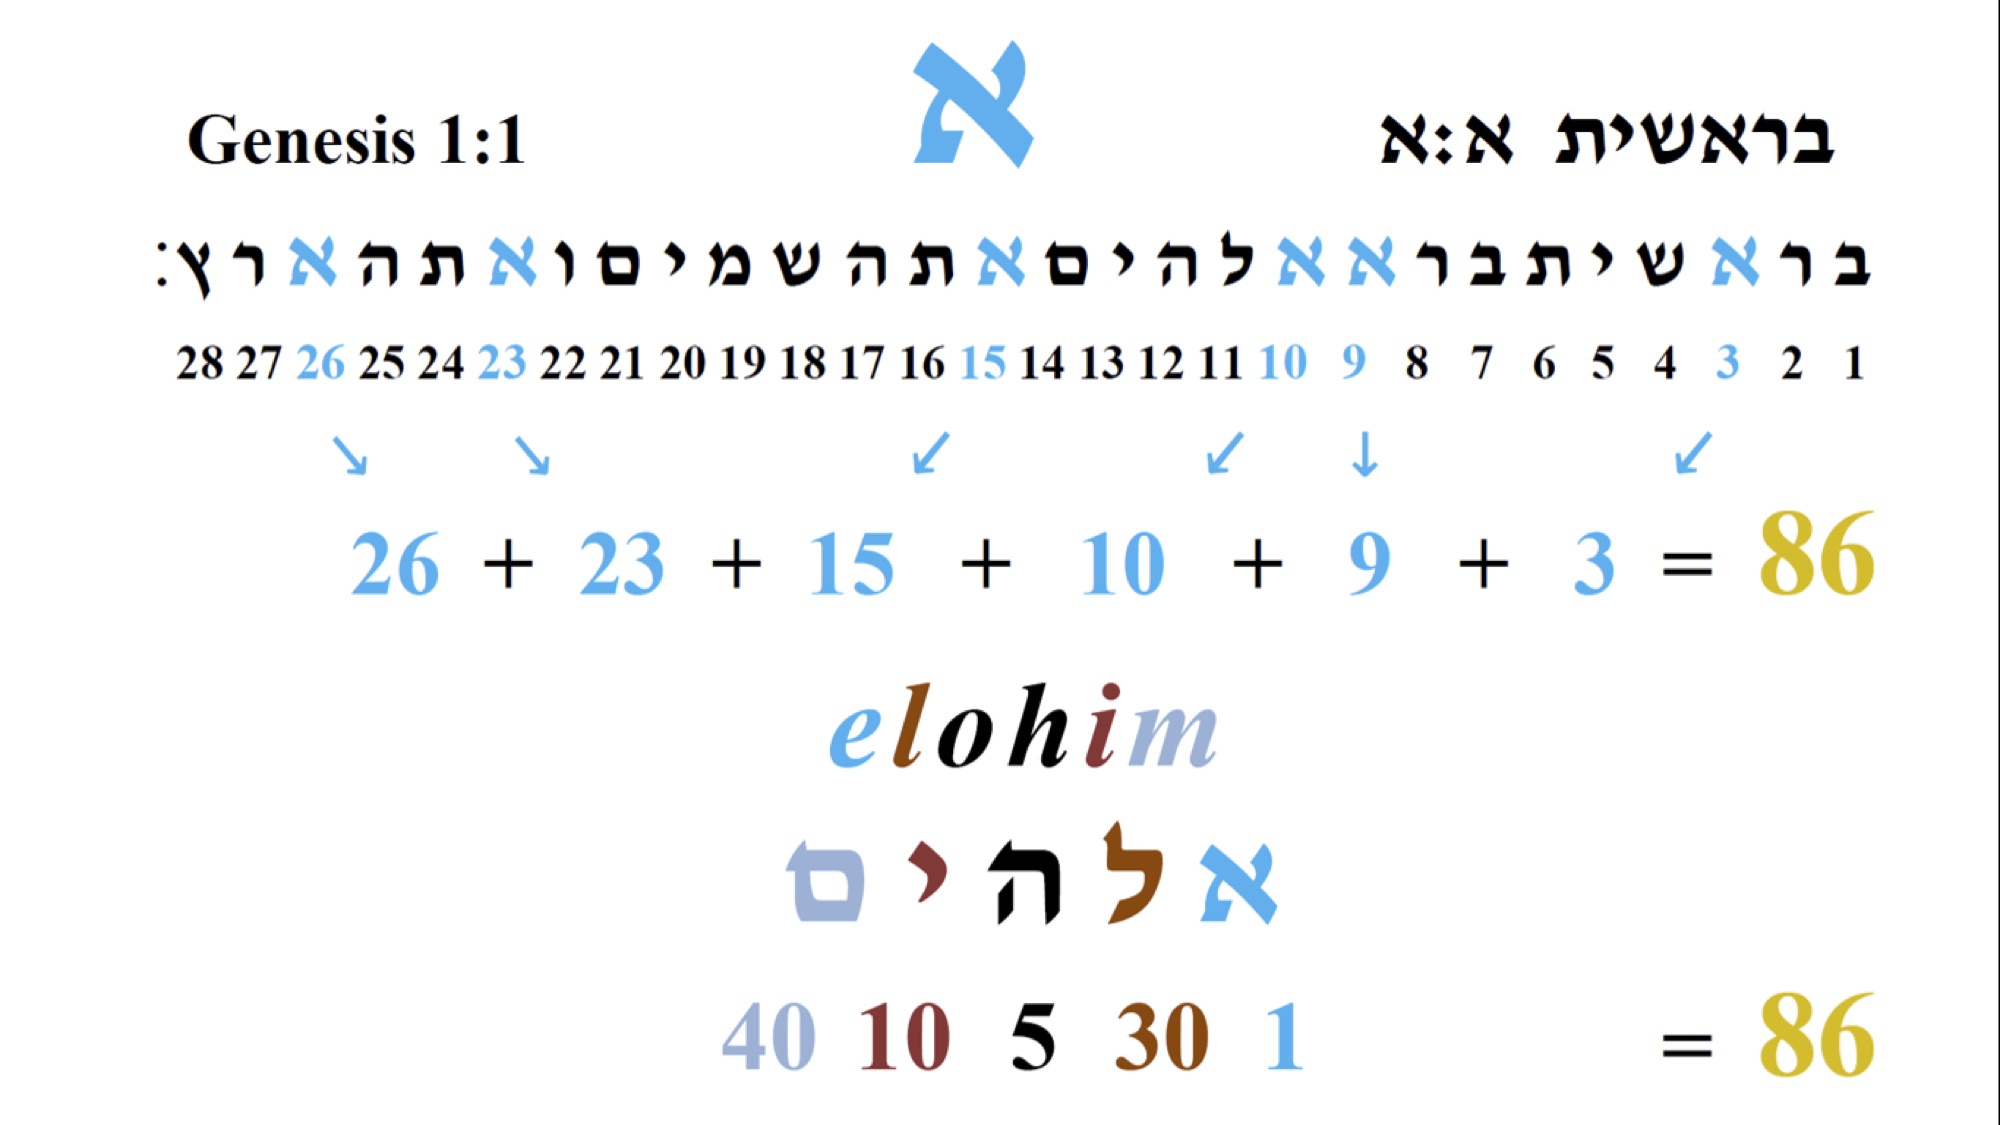 א
Genesis 1:1 בראשית א:א
ב ר א ש י ת ב ר א א ל ה י ם א ת ה ש מ י ם ו א ת ה א ר ץ:
28 27 26 25 24 23 22 21 20 19 18 17 16 15 14 13 12 11 10 9 8 7 6 5 4 3 2 1
↘ ↘ ↙ ↙ ↓ ↙
26 + 23 + 15 + 10 + 9 + 3 = 86
elohim
א ל ה י ם
40 10 5 30 1 = 86